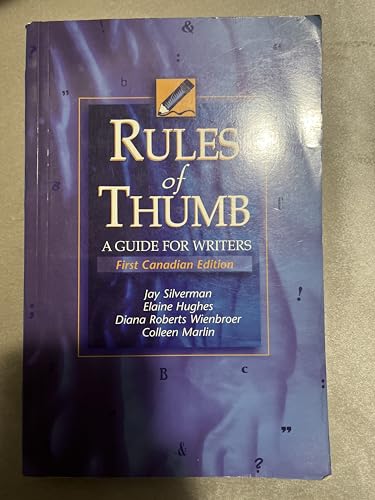 RULES
of
THUMB
A GUIDE FOR WRITERS
First Canadian Edition
Jay Silverman
Elaine Hughes
Diana Roberts Wienbroer
Colleen Marlin